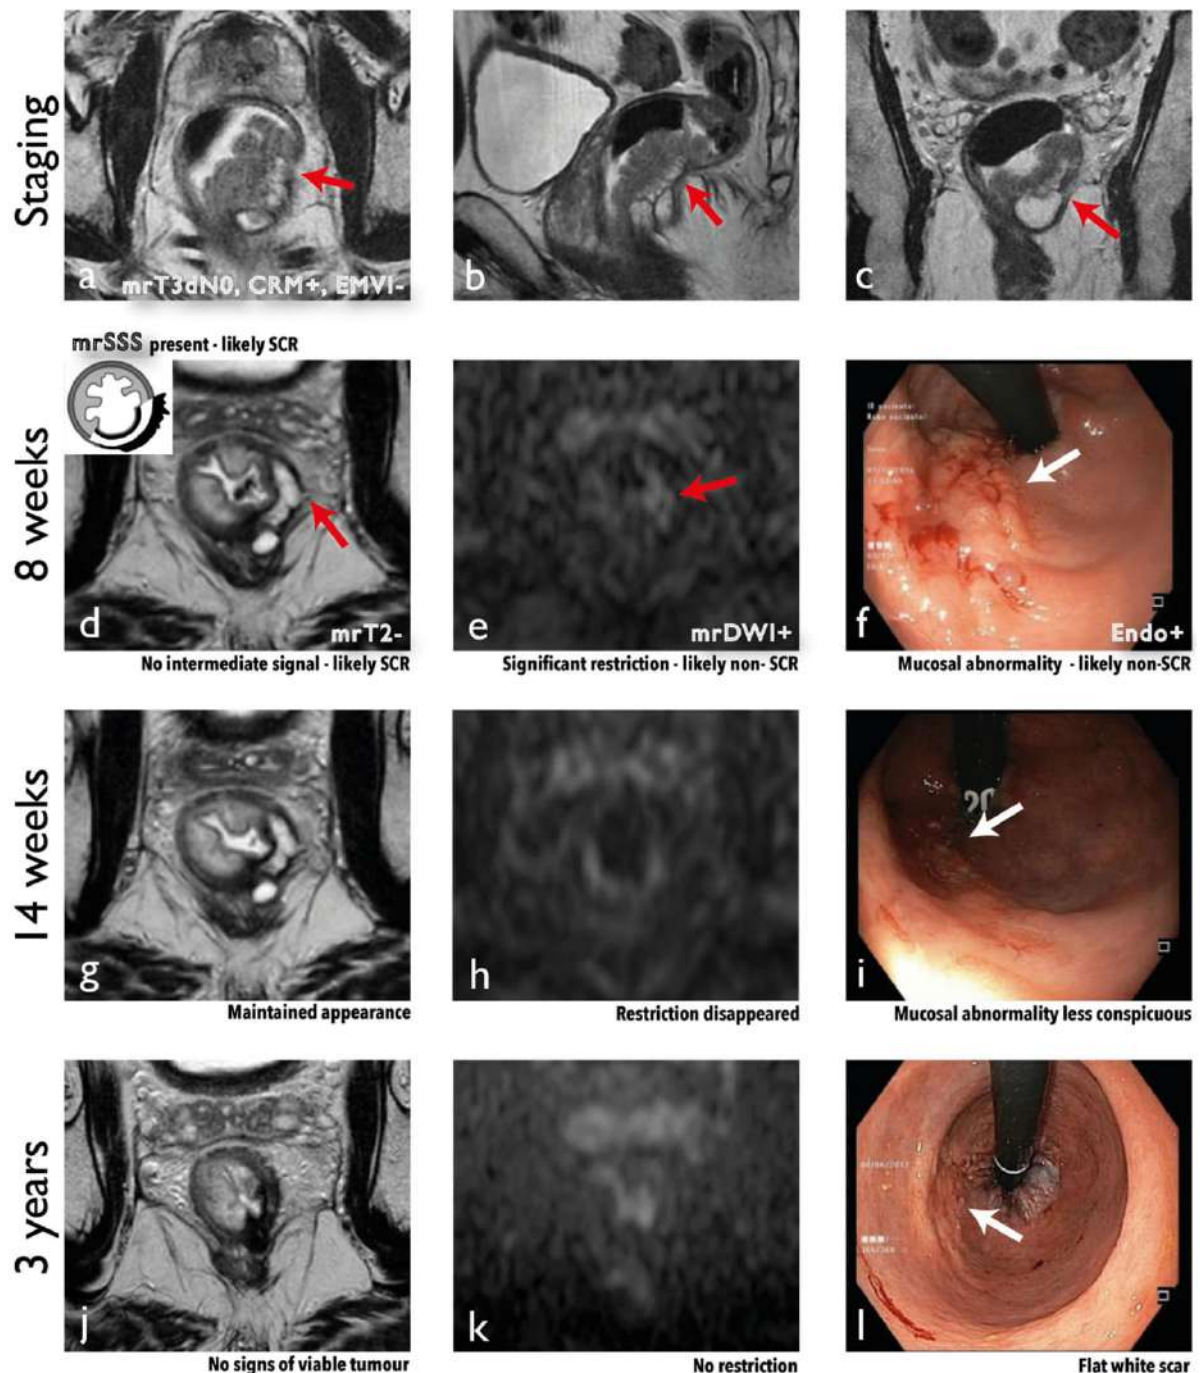 Staging
a
mrT3dN0, CRM+, EMVI-
b
c
mrSSS present - likely SCR
8 weeks
d
mrT2-
e
mrDWI+
f
Endo+
No intermediate signal - likely SCR
Significant restriction - likely non- SCR
Mucosal abnormality - likely non-SCR
14 weeks
g
h
20
i
Maintained appearance
Restriction disappeared
Mucosal abnormality less conspicuous
3 years
j
k
l
No signs of viable tumour
No restriction
Flat white scar